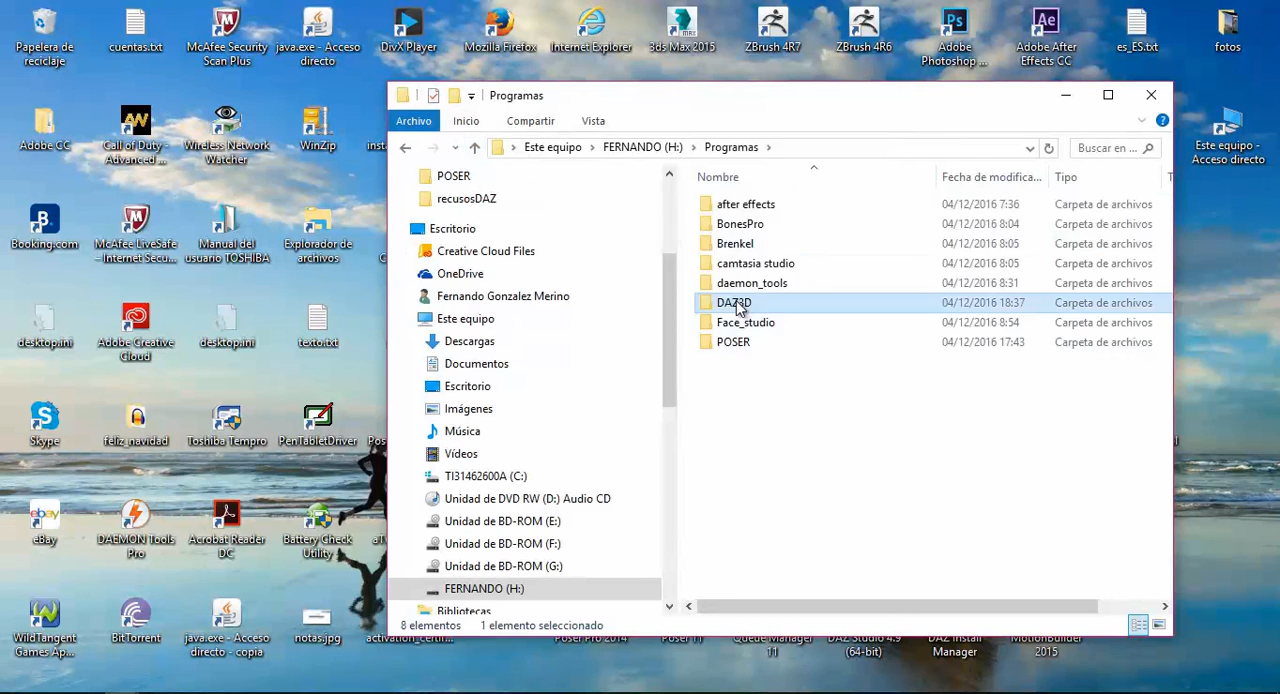 Papelera de
reciclaje
cuentas.txt
McAfee Security
Scan Plus
java.exe - Acceso
directo
DivX Player
Mozilla Firefox
Internet Explorer
3ds Max 2015
ZBrush 4R7
ZBrush 4R6
Adobe
Photoshop ...
Adobe After
Effects CC
es_ES.txt
fotos
Adobe CC
Call of Duty -
Advanced ...
Wireless Network
Watcher
WinZip
Este equipo -
Acceso directo
Booking.com
McAfee LiveSafe
– Internet Secu...
Manual del
usuario TOSHIBA
Explorador de
archivos
desktop.ini
Adobe Creative
Cloud
desktop.ini
texto.txt
Skype
feliz_navidad
Toshiba Tempro
PenTabletDriver
eBay
DAEMON Tools
Pro
Acrobat Reader
DC
Battery Check
Utility
WildTangent
Games Ap...
BitTorrent
java.exe - Acceso
directo - copia
notas.jpg
activation_certif...
Poser Pro 2014
Poser 11
Queue Manager
11
DAZ Studio 4.9
(64-bit)
DAZ Install
Manager
MotionBuilder
2015
Programas
Archivo
Inicio
Compartir
Vista
Este equipo
FERNANDO (H:)
Programas
Buscar en ...
POSER
recusosDAZ
Escritorio
Creative Cloud Files
OneDrive
Fernando Gonzalez Merino
Este equipo
Descargas
Documentos
Escritorio
Imágenes
Música
Vídeos
TI31462600A (C:)
Unidad de DVD RW (D:) Audio CD
Unidad de BD-ROM (E:)
Unidad de BD-ROM (F:)
Unidad de BD-ROM (G:)
FERNANDO (H:)
Bibliotecas
Nombre Fecha de modifica... Tipo
after effects 04/12/2016 7:36 Carpeta de archivos
BonesPro 04/12/2016 8:04 Carpeta de archivos
Brenkel 04/12/2016 8:05 Carpeta de archivos
camtasia studio 04/12/2016 8:05 Carpeta de archivos
daemon_tools 04/12/2016 8:31 Carpeta de archivos
DAZ3D 04/12/2016 18:37 Carpeta de archivos
Face_studio 04/12/2016 8:54 Carpeta de archivos
POSER 04/12/2016 17:43 Carpeta de archivos
8 elementos 1 elemento seleccionado